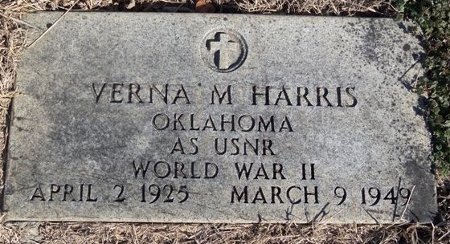 VERNA M HARRIS
OKLAHOMA
AS USNR
WORLD WAR II
APRIL 2 1925 MARCH 9 1949